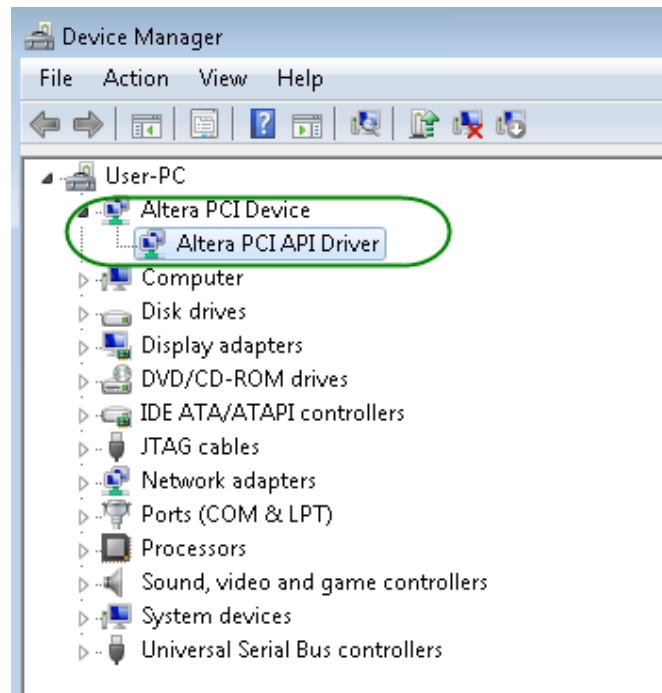 Device Manager
File Action View Help
User-PC
Altera PCI Device
Altera PCI API Driver
Computer
Disk drives
Display adapters
DVD/CD-ROM drives
IDE ATA/ATAPI controllers
JTAG cables
Network adapters
Ports (COM & LPT)
Processors
Sound, video and game controllers
System devices
Universal Serial Bus controllers